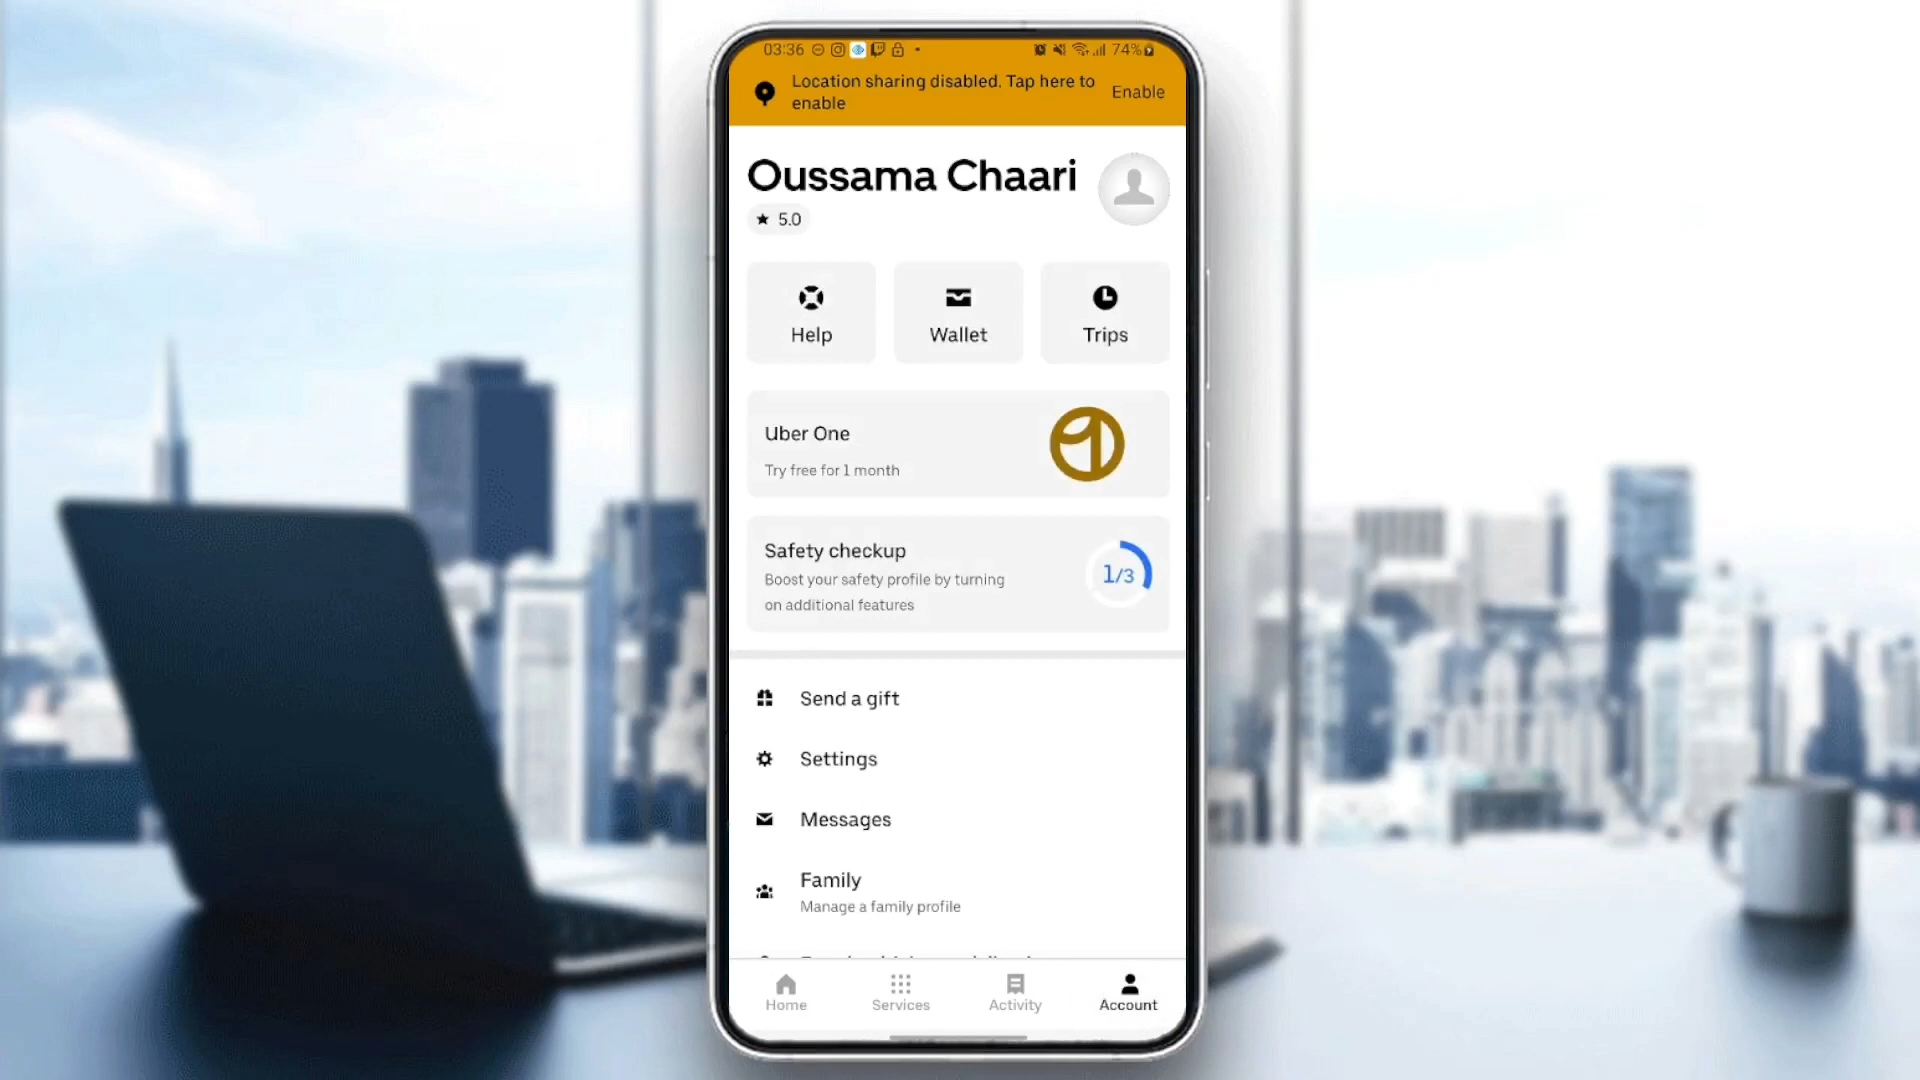 03:36
74%
Location sharing disabled. Tap here to
enable
Enable
Oussama Chaari
5.0
Help
Wallet
Trips
Uber One
Try free for 1 month
Safety checkup
Boost your safety profile by turning
on additional features
1/3
Send a gift
Settings
Messages
Family
Manage a family profile
Home
Services
Activity
Account